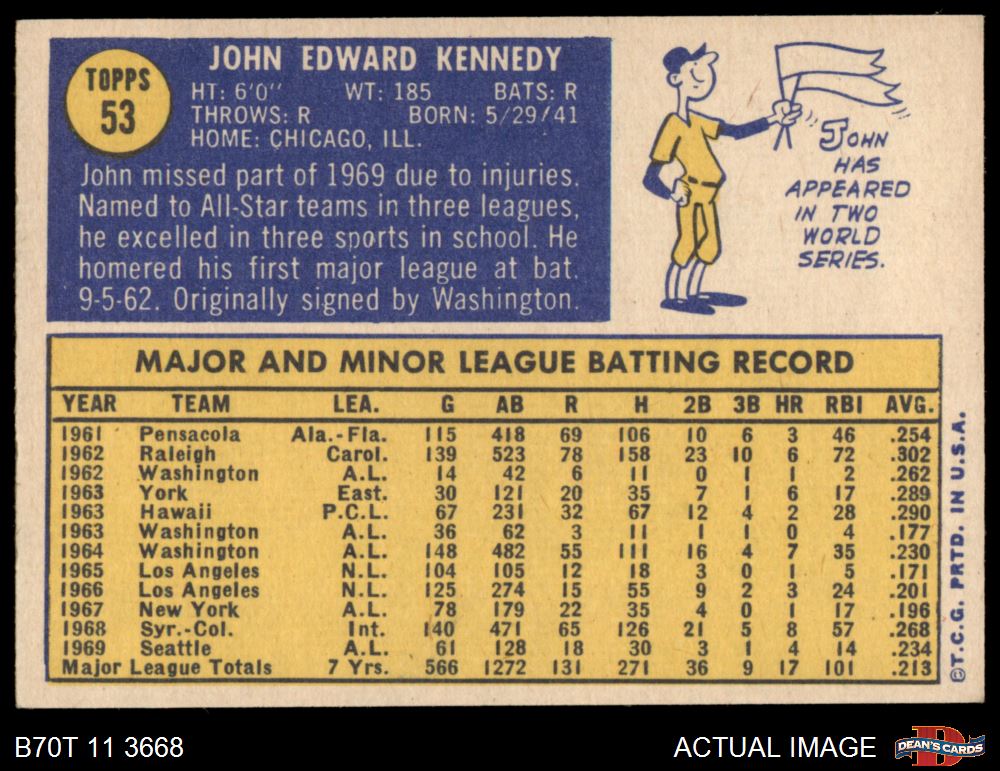 TOPPS
53
JOHN EDWARD KENNEDY
HT: 6'0'' WT: 185 BATS: R
THROWS: R BORN: 5/29/41
HOME: CHICAGO, ILL.
John missed part of 1969 due to injuries.
Named to All-Star teams in three leagues,
he excelled in three sports in school. He
homered his first major league at bat.
9-5-62. Originally signed by Washington.
JOHN
HAS
APPEARED
IN TWO
WORLD
SERIES.
MAJOR AND MINOR LEAGUE BATTING RECORD
YEAR TEAM LEA. G AB R H 2B 3B HR RBI AVG.
1961 Pensacola Ala.-Fla. 115 418 69 106 10 6 3 46 .254
1962 Raleigh Carol. 139 523 78 158 23 10 6 72 .302
1962 Washington A.L. 14 42 6 11 0 1 1 2 .262
1963 York East. 30 121 20 35 7 1 6 17 .289
1963 Hawaii P.C.L. 67 231 32 67 12 4 2 28 .290
1963 Washington A.L. 36 62 3 11 1 1 0 4 .177
1964 Washington A.L. 148 482 55 111 16 4 7 35 .230
1965 Los Angeles N.L. 104 105 12 18 3 0 1 5 .171
1966 Los Angeles N.L. 125 274 15 55 9 2 3 24 .201
1967 New York A.L. 78 179 22 35 4 0 1 17 .196
1968 Syr.-Col. Int. 140 471 65 126 21 5 8 57 .268
1969 Seattle A.L. 61 128 18 30 3 1 4 14 .234
Major League Totals 7 Yrs. 566 1272 131 271 36 9 17 101 .213
©T.C.G. PRTD. IN U.S.A.
B70T 11 3668
ACTUAL IMAGE
DEAN'S CARDS